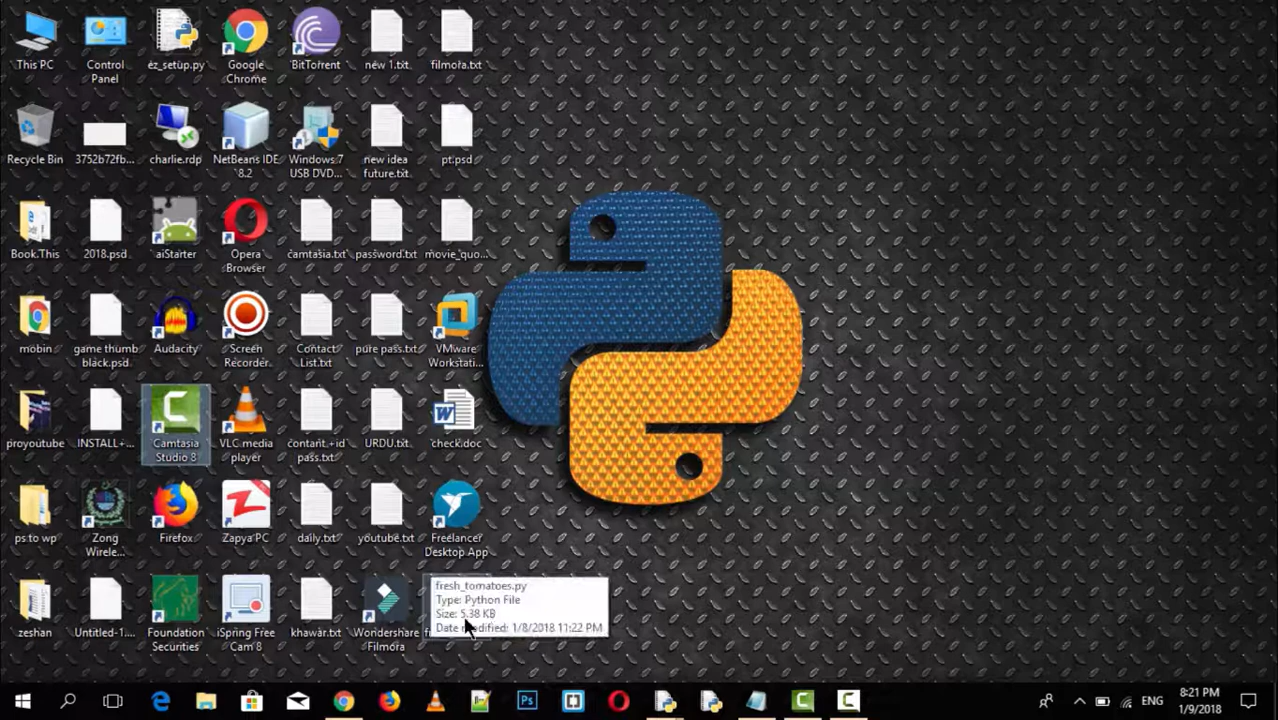 This PC
Control
Panel
ez_setup.py
Google
Chrome
BitTorrent
new 1.txt
filmora.txt
Recycle Bin
3752b72fb...
charlie.rdp
NetBeans IDE
8.2
Windows 7
USB DVD...
new idea
future.txt
pt.psd
Book.This
2018.psd
aiStarter
Opera
Browser
camtasia.txt
password.txt
movie_quo...
mobin
game thumb
black.psd
Audacity
Screen
Recorder
Contact
List.txt
pure pass.txt
VMware
Workstati...
proyoutube
INSTALL+...
Camtasia
Studio 8
VLC media
player
contant.+id
pass.txt
URDU.txt
check.doc
ps to wp
Zong
Wirele...
Firefox
Zapya PC
daily.txt
youtube.txt
Freelancer
Desktop App
zeshan
Untitled-1....
Foundation
Securities
iSpring Free
Cam 8
khawar.txt
Wondershare
Filmora
fresh_tomatoes.py
Type: Python File
Size: 5.38 KB
Date modified: 1/8/2018 11:22 PM
ENG
8:21 PM
1/9/2018